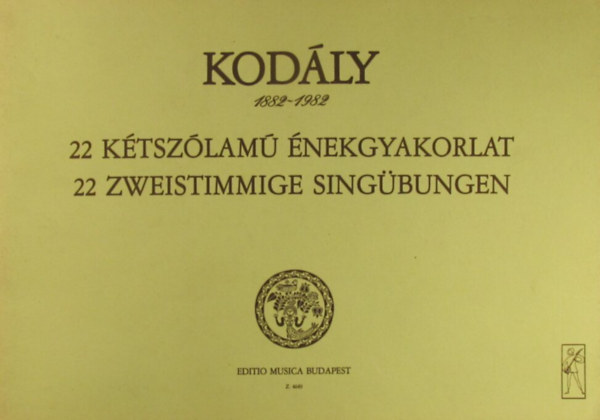 KODÁLY
1882-1982
22 KÉTSZÓLAMÚ ÉNEKGYAKORLAT
22 ZWEISTIMMIGE SINGÜBUNGEN
EDITIO MUSICA BUDAPEST